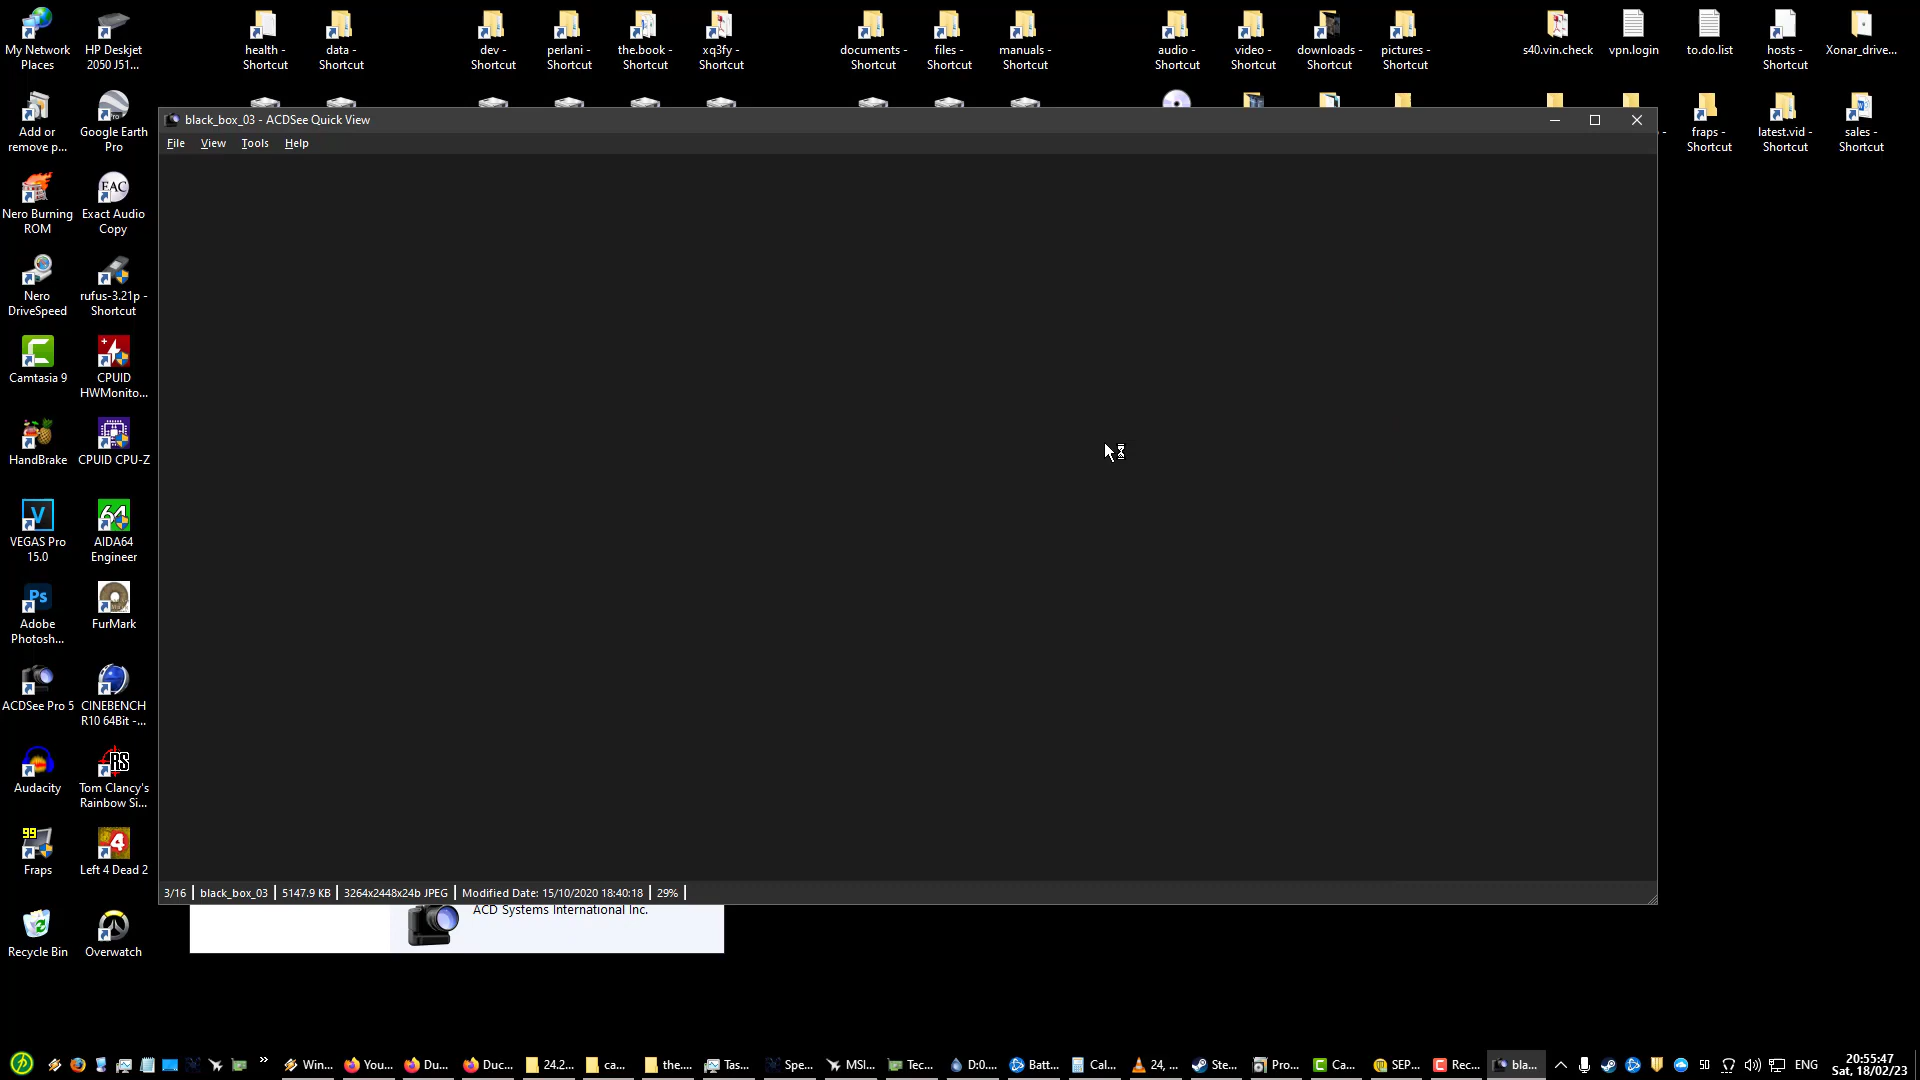 My Network
Places
HP Deskjet
2050 J51...
health -
Shortcut
data -
Shortcut
dev -
Shortcut
perlani -
Shortcut
the.book -
Shortcut
xq3fy -
Shortcut
documents -
Shortcut
files -
Shortcut
manuals -
Shortcut
audio -
Shortcut
video -
Shortcut
downloads -
Shortcut
pictures -
Shortcut
s40.vin.check
vpn.login
to.do.list
hosts -
Shortcut
Xonar_drive...
Add or
remove p...
Google Earth
Pro
fraps -
Shortcut
latest.vid -
Shortcut
sales -
Shortcut
black_box_03 - ACDSee Quick View
File View Tools Help
Nero Burning
ROM
EAC
Exact Audio
Copy
Nero
DriveSpeed
rufus-3.21p -
Shortcut
Camtasia 9
CPUID
HWMonito...
HandBrake
CPUID CPU-Z
V
VEGAS Pro
15.0
64
AIDA64
Engineer
Ps
Adobe
Photosh...
FurMark
ACDSee Pro 5
CINEBENCH
R10 64Bit -...
Audacity
RS
Tom Clancy's
Rainbow Si...
99
Fraps
4
Left 4 Dead 2
Recycle Bin
Overwatch
3/16 black_box_03 5147.9 KB 3264x2448x24b JPEG Modified Date: 15/10/2020 18:40:18 29%
ACD Systems International Inc.
» Win... You... Du... Duc... 24.2... ca... the.... Tas... Spe... MSI... Tec... D:0... Batt... Cal... 24, ... Ste... Pro... Ca... SEP... Rec... bla... 50 ENG
20:55:47
Sat, 18/02/23